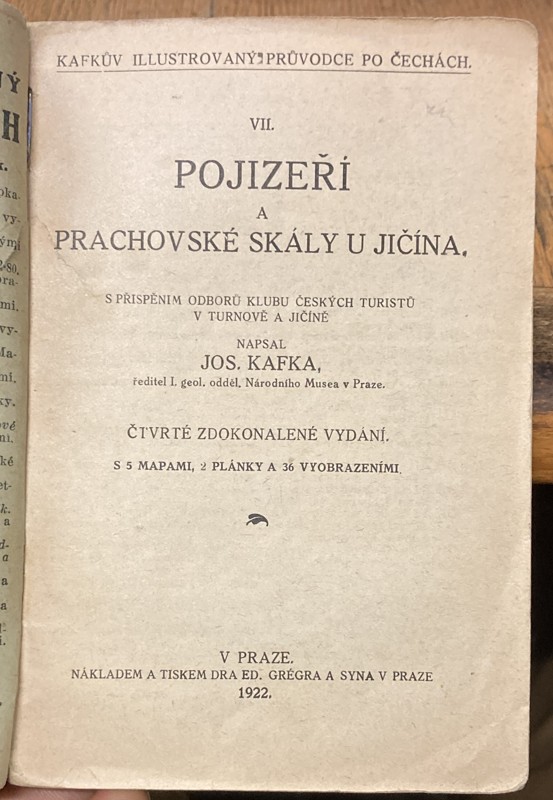 KAFKŮV ILLUSTROVANÝ PRŮVODCE PO ČECHÁCH.
VII.
POJIZEŘÍ
A
PRACHOVSKÉ SKÁLY U JIČÍNA.
S PŘISPĚNIM ODBORŮ KLUBU ČESKÝCH TURISTŮ
V TURNOVĚ A JIČÍNĚ
NAPSAL
JOS. KAFKA,
ředitel I. geol. odděl. Národního Musea v Praze.
ČTVRTÉ ZDOKONALENÉ VYDÁNÍ.
S 5 MAPAMI, 2 PLÁNKY A 36 VYOBRAZENÍMI.
V PRAZE.
NÁKLADEM A TISKEM DRA ED. GRÉGRA A SYNA V PRAZE
1922.